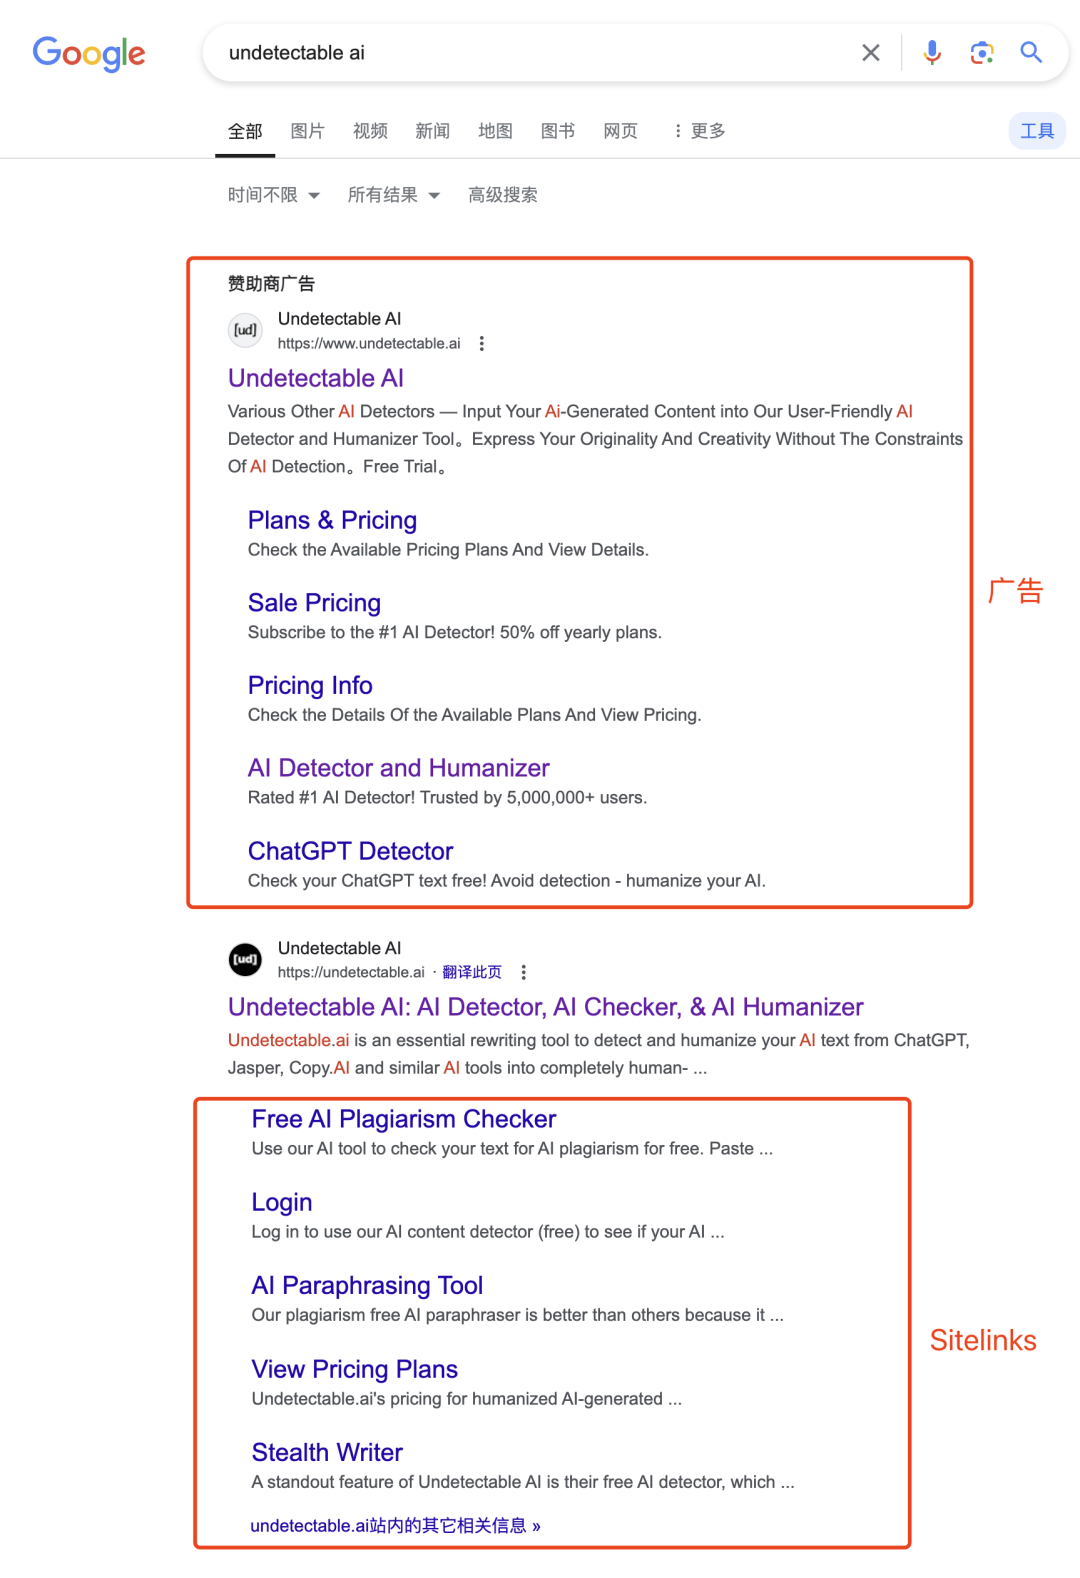 Google
undetectable ai
全部 图片 视频 新闻 地图 图书 网页 更多 工具
时间不限 所有结果 高级搜索
赞助商广告
[ud] Undetectable AI
https://www.undetectable.ai
Undetectable AI
Various Other AI Detectors — Input Your Ai-Generated Content into Our User-Friendly AI
Detector and Humanizer Tool。Express Your Originality And Creativity Without The Constraints
Of AI Detection。Free Trial。
Plans & Pricing
Check the Available Pricing Plans And View Details.
Sale Pricing
Subscribe to the #1 AI Detector! 50% off yearly plans.
广告
Pricing Info
Check the Details Of the Available Plans And View Pricing.
AI Detector and Humanizer
Rated #1 AI Detector! Trusted by 5,000,000+ users.
ChatGPT Detector
Check your ChatGPT text free! Avoid detection - humanize your AI.
[ud] Undetectable AI
https://undetectable.ai · 翻译此页
Undetectable AI: AI Detector, AI Checker, & AI Humanizer
Undetectable.ai is an essential rewriting tool to detect and humanize your AI text from ChatGPT,
Jasper, Copy.AI and similar AI tools into completely human- ...
Free AI Plagiarism Checker
Use our AI tool to check your text for AI plagiarism for free. Paste ...
Login
Log in to use our AI content detector (free) to see if your AI ...
AI Paraphrasing Tool
Our plagiarism free AI paraphraser is better than others because it ...
Sitelinks
View Pricing Plans
Undetectable.ai's pricing for humanized AI-generated ...
Stealth Writer
A standout feature of Undetectable AI is their free AI detector, which ...
undetectable.ai站内的其它相关信息 »